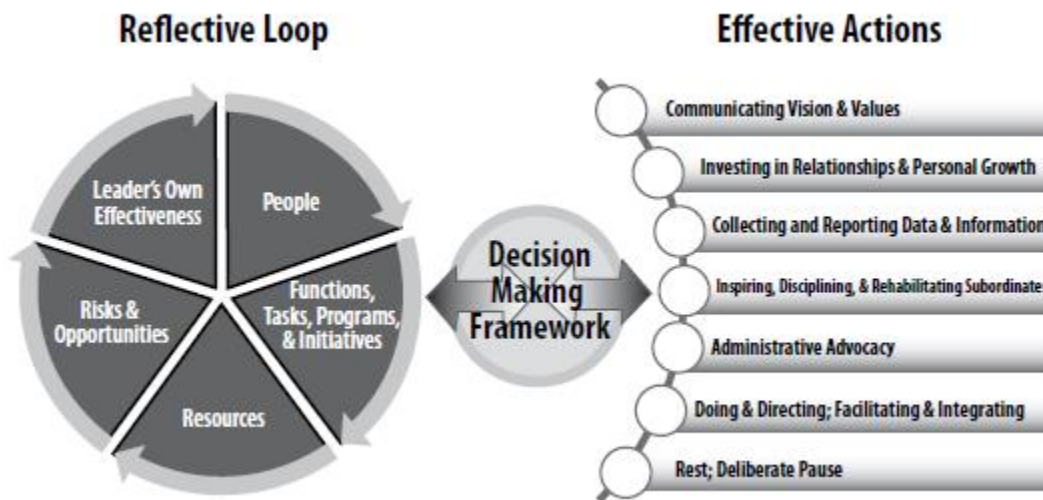 Reflective Loop
Effective Actions
Leader's Own
Effectiveness
People
Functions,
Tasks, Programs,
& Initiatives
Resources
Risks &
Opportunities
Decision
Making
Framework
Communicating Vision & Values
Investing in Relationships & Personal Growth
Collecting and Reporting Data & Information
Inspiring, Disciplining, & Rehabilitating Subordinates
Administrative Advocacy
Doing & Directing; Facilitating & Integrating
Rest; Deliberate Pause